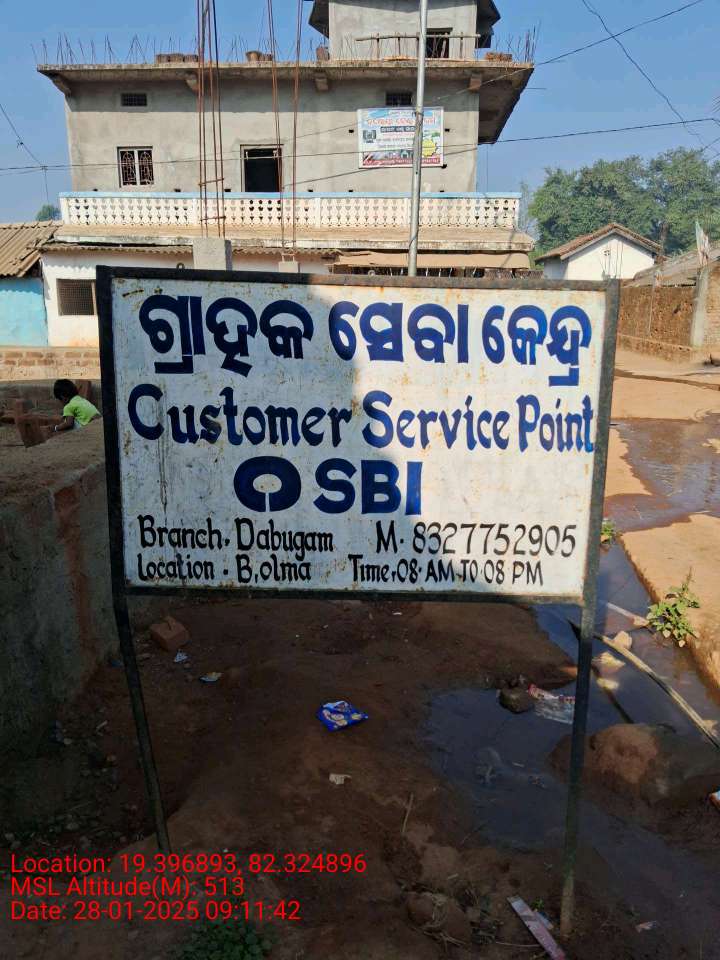 ଗ୍ରାହକ ସେବା କେନ୍ଦ୍ର
Customer Service Point
SBI
Branch. Dabugam M. 8327752905
Location. B.olma Time.08.AM-TO-08 PM
Location: 19.396893, 82.324896
MSL Altitude(M): 513
Date: 28-01-2025 09:11:42